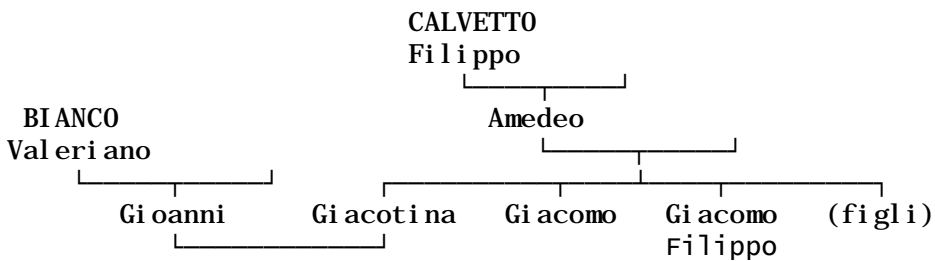 CALVETTO
Filippo
BIANCO
Amedeo
Valeriano
Gioanni Giacotina Giacomo Giacomo (figli)
Filippo